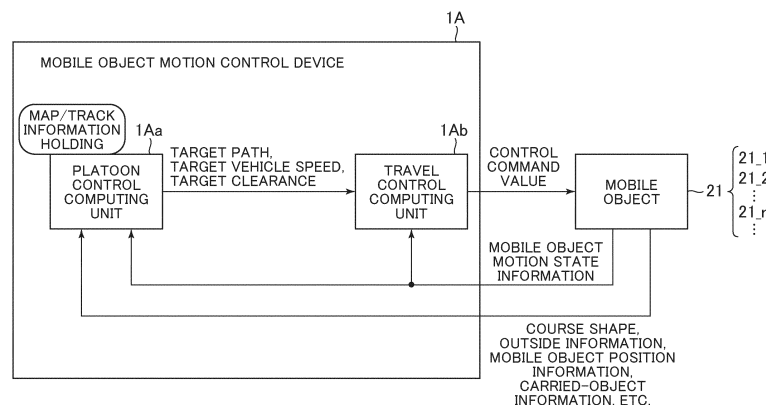 1A
MOBILE OBJECT MOTION CONTROL DEVICE
MAP/TRACK
INFORMATION
HOLDING
1Aa
PLATOON
CONTROL
COMPUTING
UNIT
TARGET PATH,
TARGET VEHICLE SPEED,
TARGET CLEARANCE
1Ab
TRAVEL
CONTROL
COMPUTING
UNIT
CONTROL
COMMAND
VALUE
MOBILE
OBJECT
21
21_1
21_2
⋮
21_n
⋮
MOBILE OBJECT
MOTION STATE
INFORMATION
COURSE SHAPE,
OUTSIDE INFORMATION,
MOBILE OBJECT POSITION
INFORMATION,
CARRIED-OBJECT
INFORMATION, ETC.